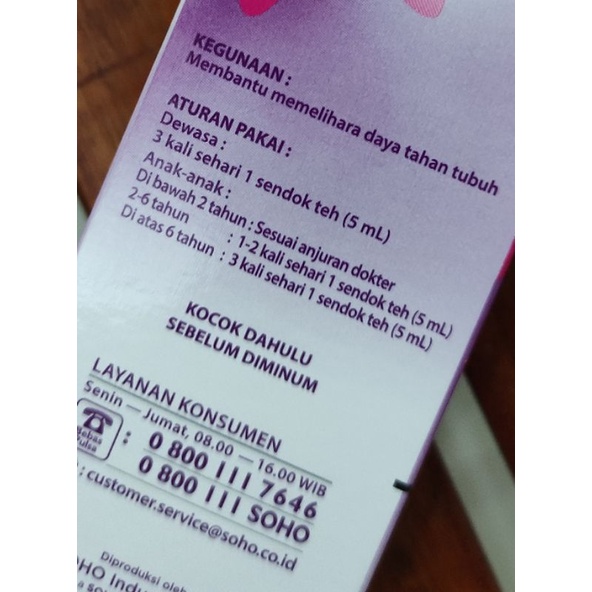 KEGUNAAN :
Membantu memelihara daya tahan tubuh
ATURAN PAKAI :
Dewasa :
3 kali sehari 1 sendok teh (5 mL)
Anak-anak :
Di bawah 2 tahun : Sesuai anjuran dokter
2-6 tahun : 1-2 kali sehari 1 sendok teh (5 mL)
Di atas 6 tahun : 3 kali sehari 1 sendok teh (5 mL)
KOCOK DAHULU
SEBELUM DIMINUM
LAYANAN KONSUMEN
Senin — Jumat, 08.00 — 16.00 WIB
Bebas
Pulsa
: 0 800 111 7646
0 800 111 SOHO
: customer.service@soho.co.id
Diproduksi oleh